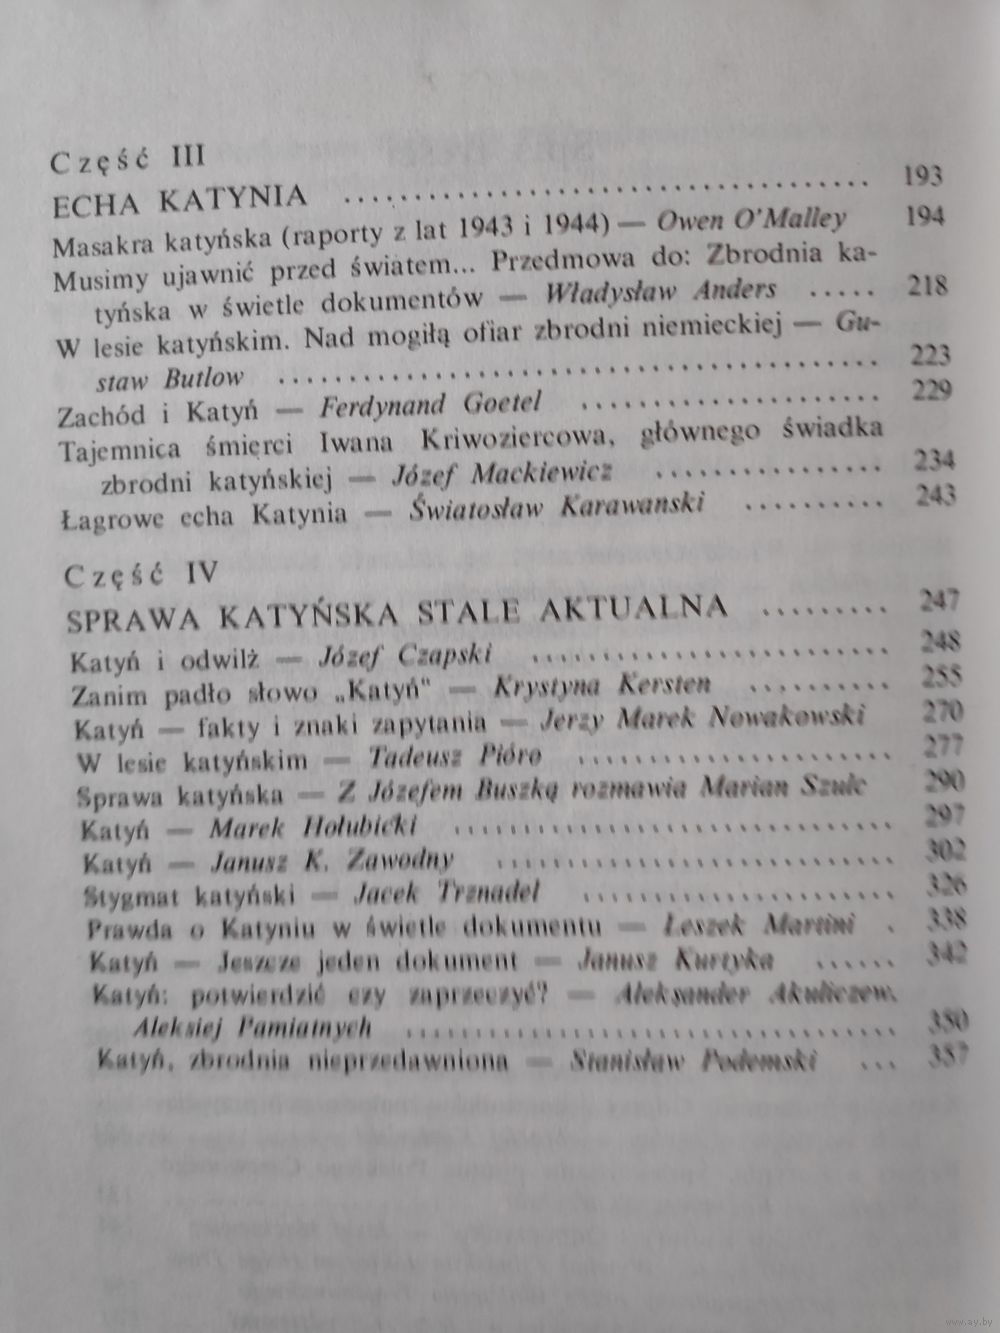 Część III
ECHA KATYNIA .................................... 193
Masakra katyńska (raporty z lat 1943 i 1944) — Owen O'Malley 194
Musimy ujawnić przed światem... Przedmowa do: Zbrodnia ka-
tyńska w świetle dokumentów — Władysław Anders ..... 218
W lesie katyńskim. Nad mogiłą ofiar zbrodni niemieckiej — Gu-
staw Butlow .......................................... 223
Zachód i Katyń — Ferdynand Goetel ..................... 229
Tajemnica śmierci Iwana Kriwoziercowa, głównego świadka
zbrodni katyńskiej — Józef Mackiewicz ................ 234
Łagrowe echa Katynia — Światosław Karawanski .......... 243
Część IV
SPRAWA KATYŃSKA STALE AKTUALNA ......... 247
Katyń i odwilż — Józef Czapski ......................... 248
Zanim padło słowo „Katyń" — Krystyna Kersten .......... 255
Katyń — fakty i znaki zapytania — Jerzy Marek Nowakowski 270
W lesie katyńskim — Tadeusz Pióro ...................... 277
Sprawa katyńska — Z Józefem Buszką rozmawia Marian Szulc 290
Katyń — Marek Hołubicki ............................... 297
Katyń — Janusz K. Zawodny ............................ 302
Stygmat katyński — Jacek Trznadel ...................... 326
Prawda o Katyniu w świetle dokumentu — Leszek Martini . 338
Katyń — Jeszcze jeden dokument — Janusz Kurtyka ...... 342
Katyń: potwierdzić czy zaprzeczyć? — Aleksander Akuliczew,
Aleksiej Pamiatnych ................................... 350
Katyń, zbrodnia nieprzedawniona — Stanisław Podemski ... 357
www.ay.by